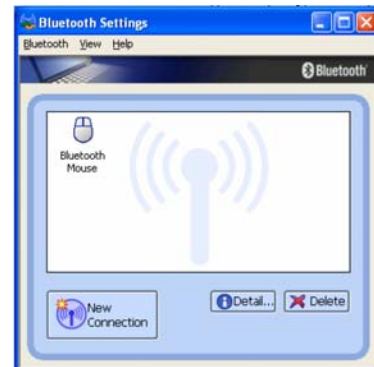 Bluetooth Settings
Bluetooth View Help
Bluetooth
Bluetooth
Mouse
New
Connection
Detail...
Delete